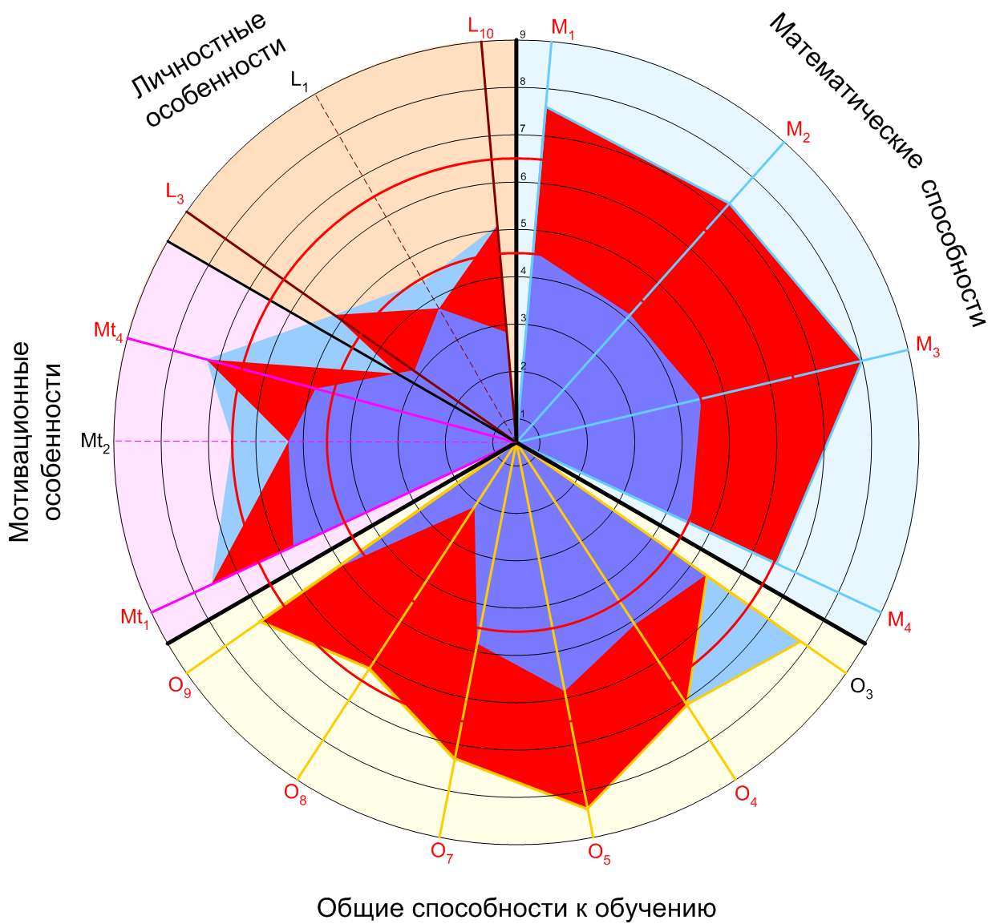 Личностные
особенности
L10
9
M1
Математические способности
L1
8
M2
7
L3
6
5
Mt4
4
M3
3
Мотивационные
особенности
2
1
Mt2
Mt1
M4
O9
O3
O8
O4
O7
O5
Общие способности к обучению